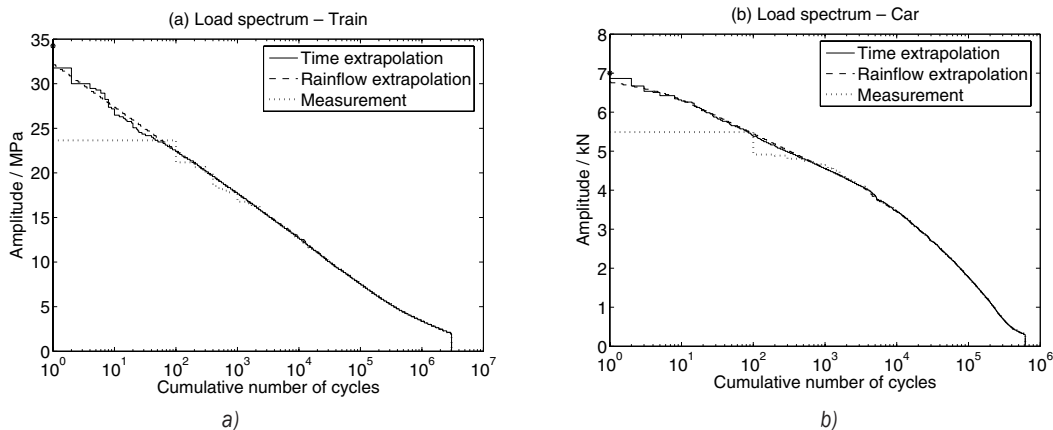 (a) Load spectrum – Train
35
30
25
20
15
10
5
0
Amplitude / MPa
Time extrapolation
Rainflow extrapolation
Measurement
10^0 10^1 10^2 10^3 10^4 10^5 10^6 10^7
Cumulative number of cycles
a)
(b) Load spectrum – Car
8
7
6
5
4
3
2
1
0
Amplitude / kN
Time extrapolation
Rainflow extrapolation
Measurement
10^0 10^1 10^2 10^3 10^4 10^5 10^6
Cumulative number of cycles
b)